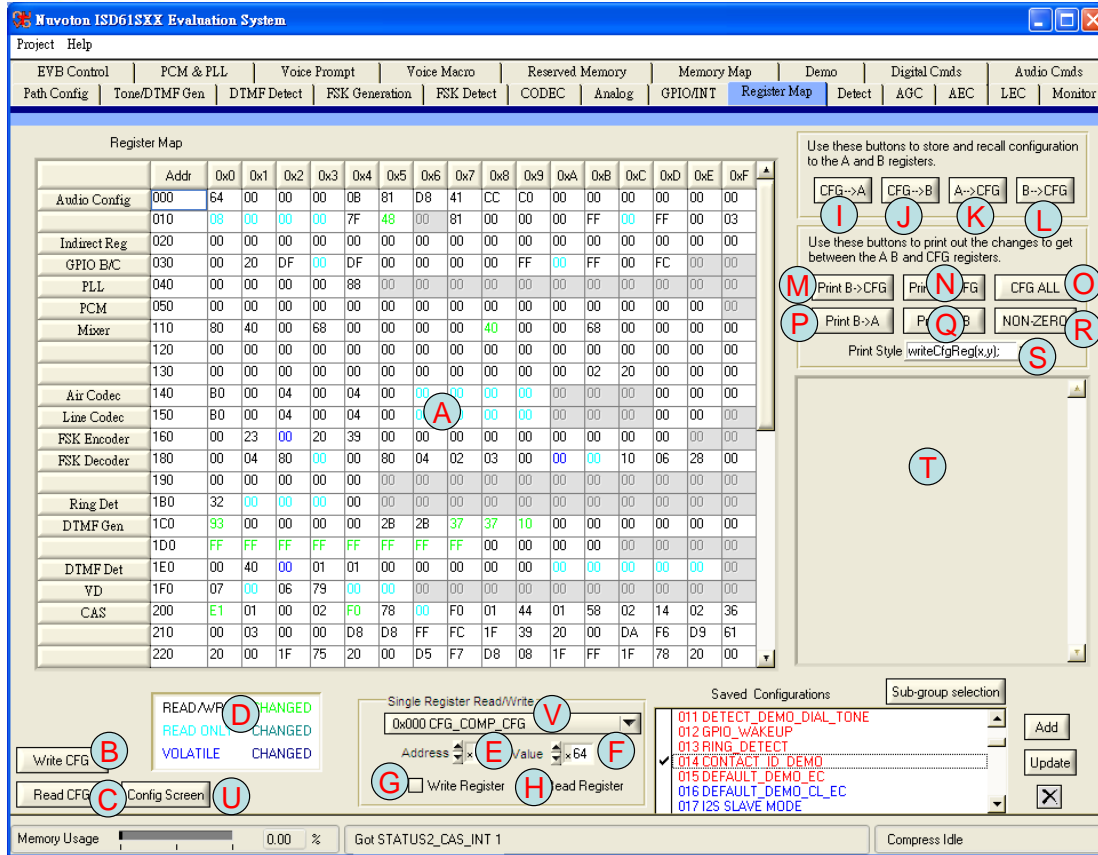 Nuvoton ISD61SXX Evaluation System
Project Help
EVB Control PCM & PLL Voice Prompt Voice Macro Reserved Memory Memory Map Demo Digital Cmds Audio Cmds
Path Config Tone/DTMF Gen DTMF Detect FSK Generation FSK Detect CODEC Analog GPIO/INT Register Map Detect AGC AEC LEC Monitor
Register Map
Addr 0x0 0x1 0x2 0x3 0x4 0x5 0x6 0x7 0x8 0x9 0xA 0xB 0xC 0xD 0xE 0xF
Audio Config 000 64 00 00 00 0B 81 D8 41 CC C0 00 00 00 00 00 00
010 08 00 00 00 7F 48 00 81 00 00 00 FF 00 FF 00 03
Indirect Reg 020 00 00 00 00 00 00 00 00 00 00 00 00 00 00 00 00
GPIO B/C 030 00 20 DF 00 DF 00 00 00 00 FF 00 FF 00 FC 00 00
PLL 040 00 00 00 00 88 00 00 00 00 00 00 00 00 00 00 00
PCM 050 00 00 00 00 00 00 00 00 00 00 00 00 00 00 00 00
Mixer 110 80 40 00 68 00 00 00 00 40 00 00 68 00 00 00 00
120 00 00 00 00 00 00 00 00 00 00 00 00 00 00 00 00
130 00 00 00 00 00 00 00 00 00 00 00 02 20 00 00 00
Air Codec 140 B0 00 04 00 04 00 00 00 00 00 00 00 00 00 00 00
Line Codec 150 B0 00 04 00 04 00 00 00 00 00 00 00 00
FSK Encoder 160 00 23 00 20 39 00 00 00 00 00 00 00 00 00 00 00
FSK Decoder 180 00 04 80 00 00 80 04 02 03 00 00 00 10 06 28 00
190 00 00 00 00 00 00 00 00 00 00 00 00 00 00 00 00
Ring Det 1B0 32 00 00 00 00 00 00 00 00 00 00 00 00 00 00 00
DTMF Gen 1C0 93 00 00 00 00 2B 2B 37 37 10 00 00 00 00 00 00
1D0 FF FF FF FF FF FF FF FF 00 00 00 00 00 00 00 00
DTMF Det 1E0 00 40 00 01 01 00 00 00 00 00 00 00 00 00 00 00
VD 1F0 07 00 06 79 00 00 00 00 00 00 00 00 00 00 00 00
CAS 200 E1 01 00 02 F0 78 00 F0 01 44 01 58 02 14 02 36
210 00 03 00 00 D8 D8 FF FC 1F 39 20 00 DA F6 D9 61
220 20 00 1F 75 20 00 D5 F7 D8 08 1F FF 1F 78 20 00
A
Use these buttons to store and recall configuration
to the A and B registers.
CFG-->A CFG-->B A-->CFG B-->CFG
I J K L
Use these buttons to print out the changes to get
between the A B and CFG registers.
M Print B->CFG N CFG ALL O
P Print B->A Q NON-ZERO R
Print Style writeCfgReg(x,y); S
T
READ/WR D CHANGED
READ ONLY CHANGED
VOLATILE CHANGED
Write CFG B
Read CFG C Config Screen U
Single Register Read/Write
0x000 CFG_COMP_CFG V
Address x E Value x 64 F
G Write Register H Read Register
Saved Configurations Sub-group selection
011 DETECT_DEMO_DIAL_TONE
012 GPIO_WAKEUP
013 RING_DETECT
014 CONTACT_ID_DEMO
015 DEFAULT_DEMO_EC
016 DEFAULT_DEMO_CL_EC
017 I2S SLAVE MODE
Add
Update
Memory Usage 0.00 % Got STATUS2_CAS_INT 1 Compress Idle